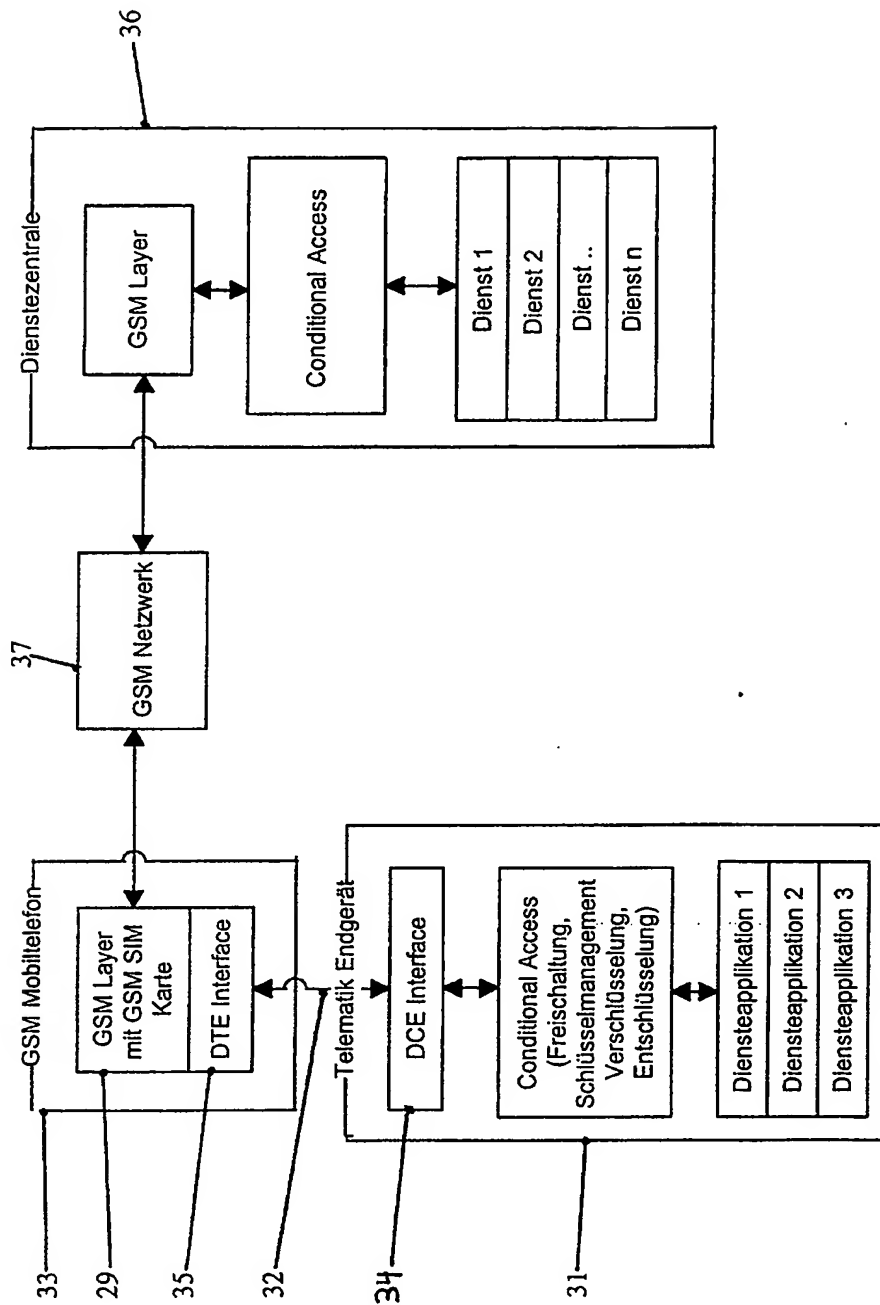 33
GSM Mobiltelefon
29
GSM Layer
mit GSM SIM
Karte
35
DTE Interface
32
37
GSM Netzwerk
Dienstezentrale
36
GSM Layer
Conditional Access
Dienst 1
Dienst 2
Dienst ..
Dienst n
Telematik Endgerät
34
DCE Interface
Conditional Access
(Freischaltung,
Schlüsselmanagement
Verschlüsselung,
Entschlüsselung)
31
Diensteapplikation 1
Diensteapplikation 2
Diensteapplikation 3